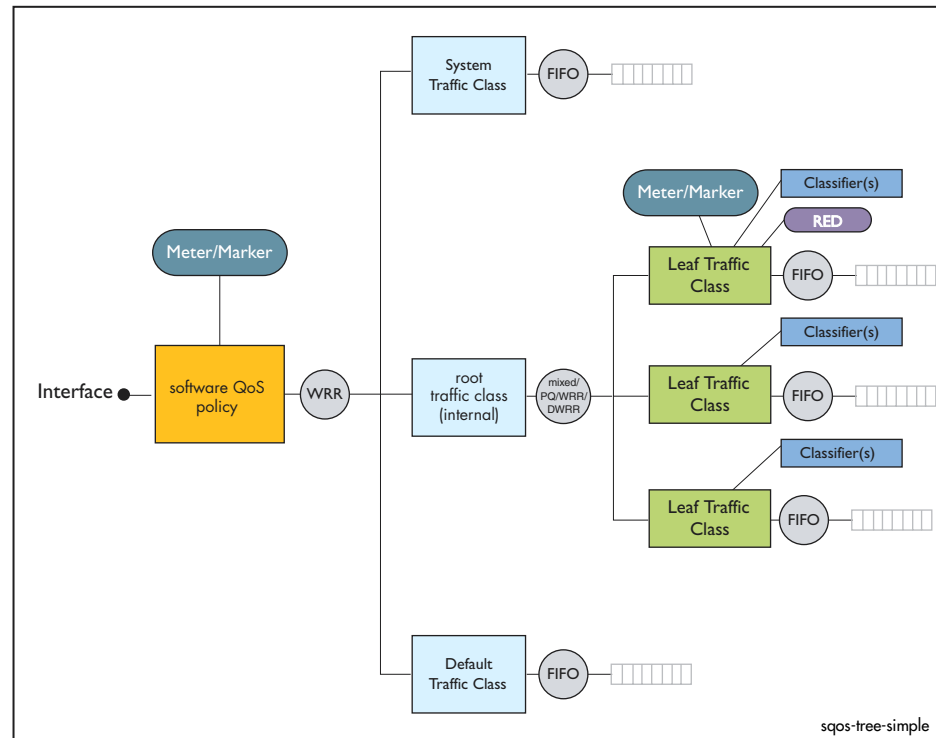 System
Traffic Class
FIFO
Meter/Marker
Classifier(s)
RED
Leaf Traffic
Class
FIFO
Meter/Marker
Classifier(s)
Interface
software QoS
policy
WRR
root
traffic class
(internal)
mixed/
PQ/WRR/
DWRR
Leaf Traffic
Class
FIFO
Classifier(s)
Leaf Traffic
Class
FIFO
Default
Traffic Class
FIFO
sqos-tree-simple